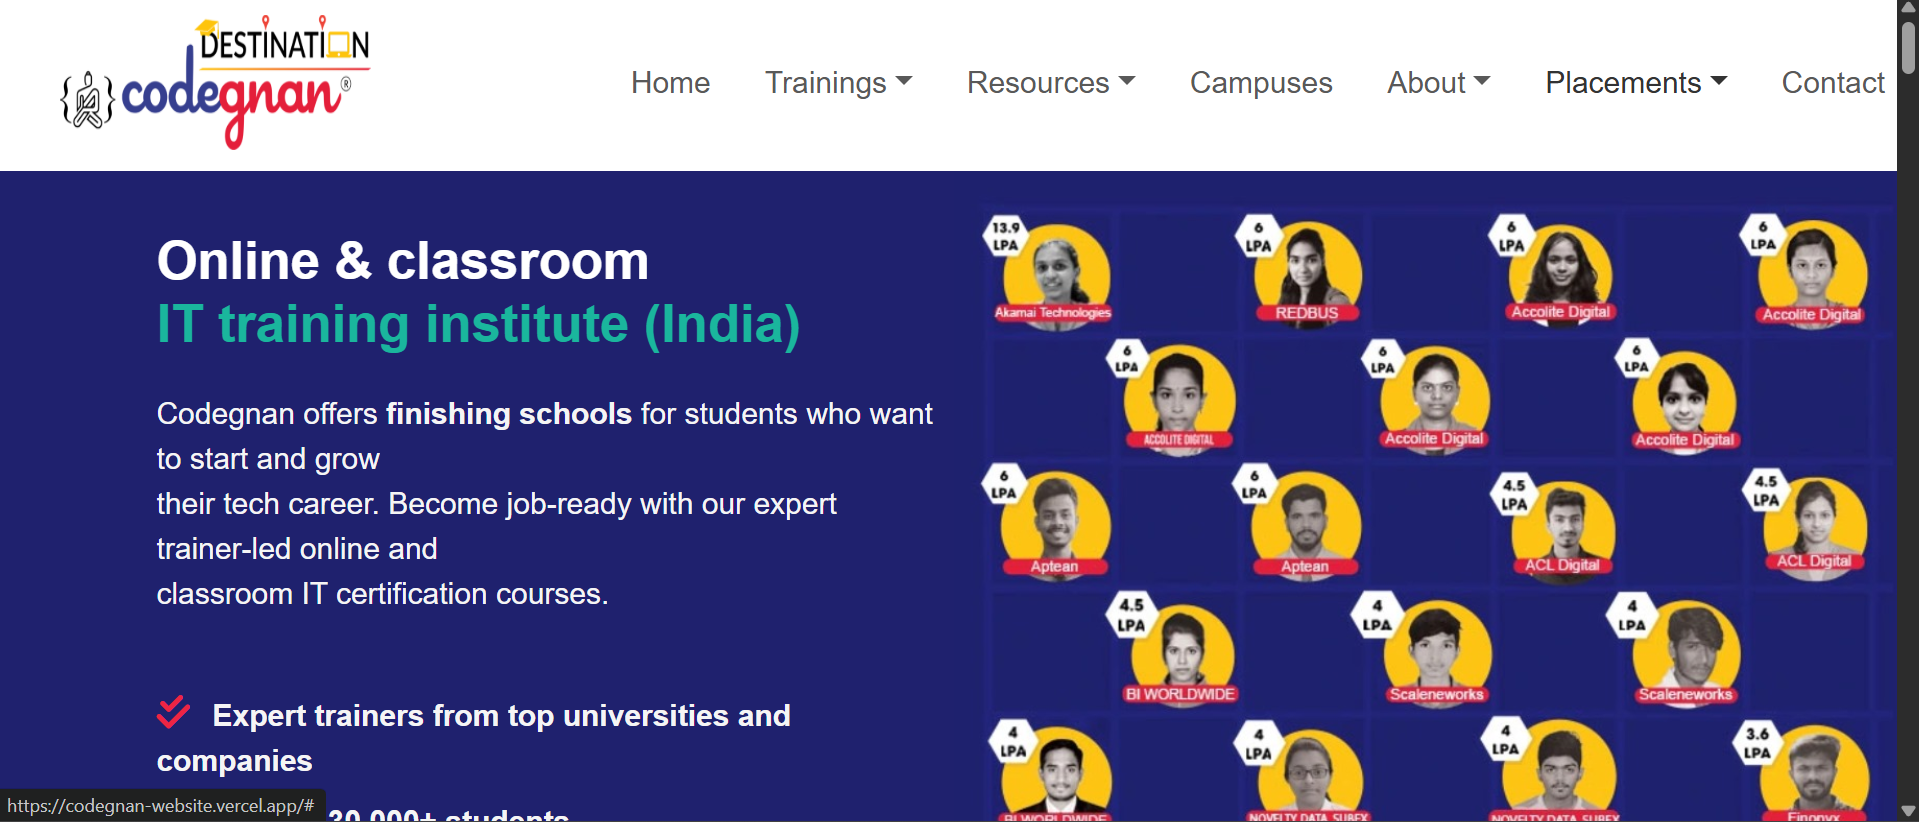 DESTINATION
codegnan®
Home Trainings Resources Campuses About Placements Contact
Online & classroom
IT training institute (India)
Codegnan offers finishing schools for students who want
to start and grow
their tech career. Become job-ready with our expert
trainer-led online and
classroom IT certification courses.
Expert trainers from top universities and
companies
30,000+ students
13.9 LPA
Akamai Technologies
6 LPA
REDBUS
6 LPA
Accolite Digital
6 LPA
Accolite Digital
6 LPA
ACCOLITE DIGITAL
6 LPA
Accolite Digital
6 LPA
Accolite Digital
6 LPA
Aptean
6 LPA
Aptean
4.5 LPA
ACL Digital
4.5 LPA
ACL Digital
4.5 LPA
BI WORLDWIDE
4 LPA
Scaleneworks
4 LPA
Scaleneworks
4 LPA
BI WORLDWIDE
4 LPA
NOVELTY DATA, SUBEX
4 LPA
NOVELTY DATA, SUBEX
3.6 LPA
https://codegnan-website.vercel.app/#